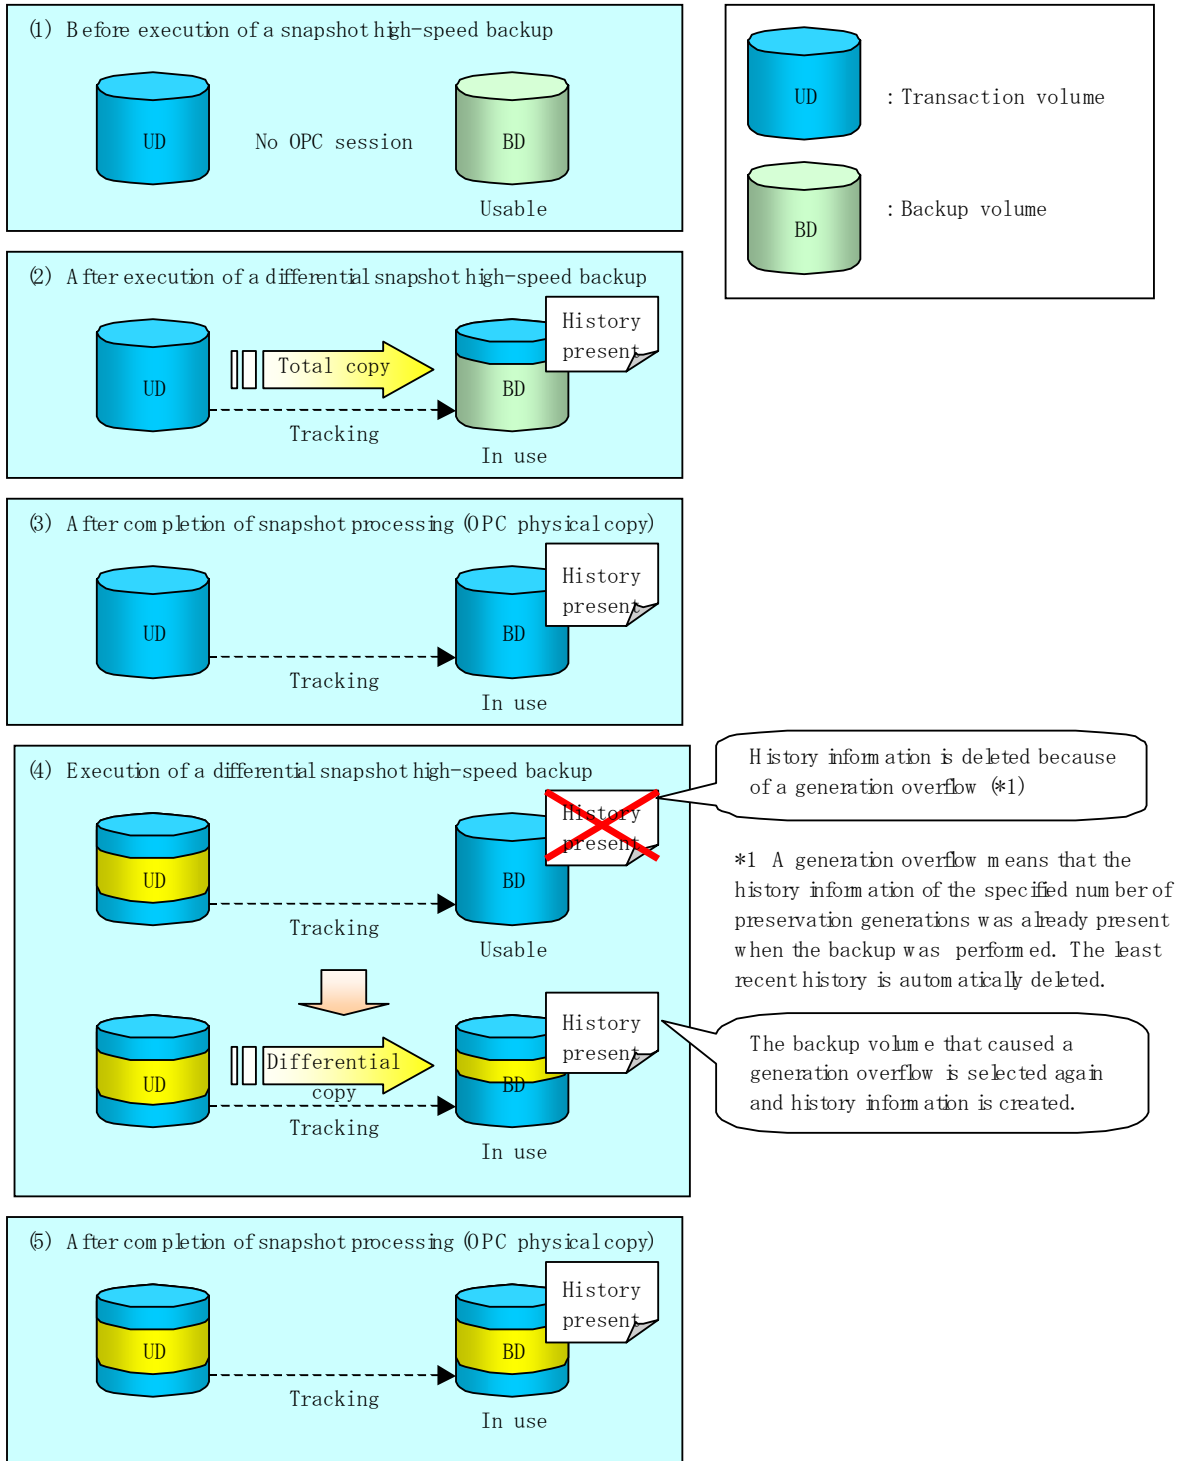 (1) Before execution of a snapshot high-speed backup
UD
No OPC session
BD
Usable
UD
: Transaction volume
BD
: Backup volume
(2) After execution of a differential snapshot high-speed backup
History
present
UD
Total copy
BD
Tracking
In use
(3) After completion of snapshot processing (OPC physical copy)
History
present
UD
BD
Tracking
In use
(4) Execution of a differential snapshot high-speed backup
History
present
UD
BD
Tracking
Usable
History information is deleted because
of a generation overflow (*1)
*1 A generation overflow means that the
history information of the specified number of
preservation generations was already present
when the backup was performed. The least
recent history is automatically deleted.
History
present
UD
Differential
copy
BD
Tracking
In use
The backup volume that caused a
generation overflow is selected again
and history information is created.
(5) After completion of snapshot processing (OPC physical copy)
History
present
UD
BD
Tracking
In use